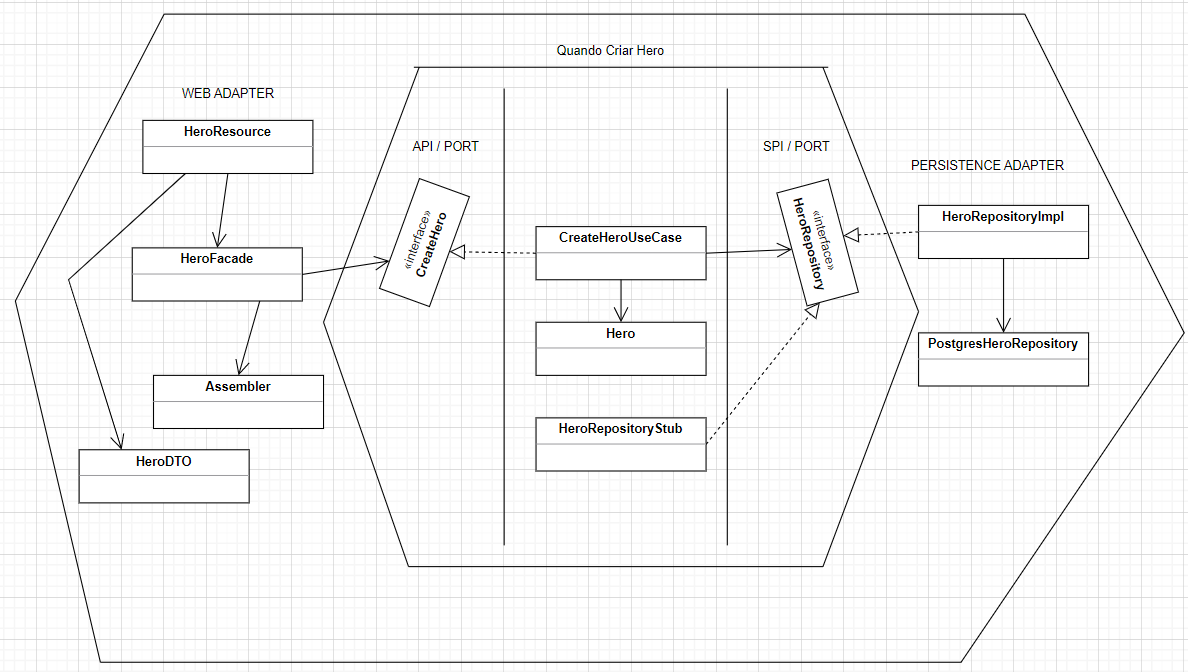 Quando Criar Hero
WEB ADAPTER
HeroResource
API / PORT
SPI / PORT
PERSISTENCE ADAPTER
«interface»
CreateHero
«interface»
HeroRepository
HeroRepositoryImpl
CreateHeroUseCase
HeroFacade
Hero
PostgresHeroRepository
Assembler
HeroRepositoryStub
HeroDTO